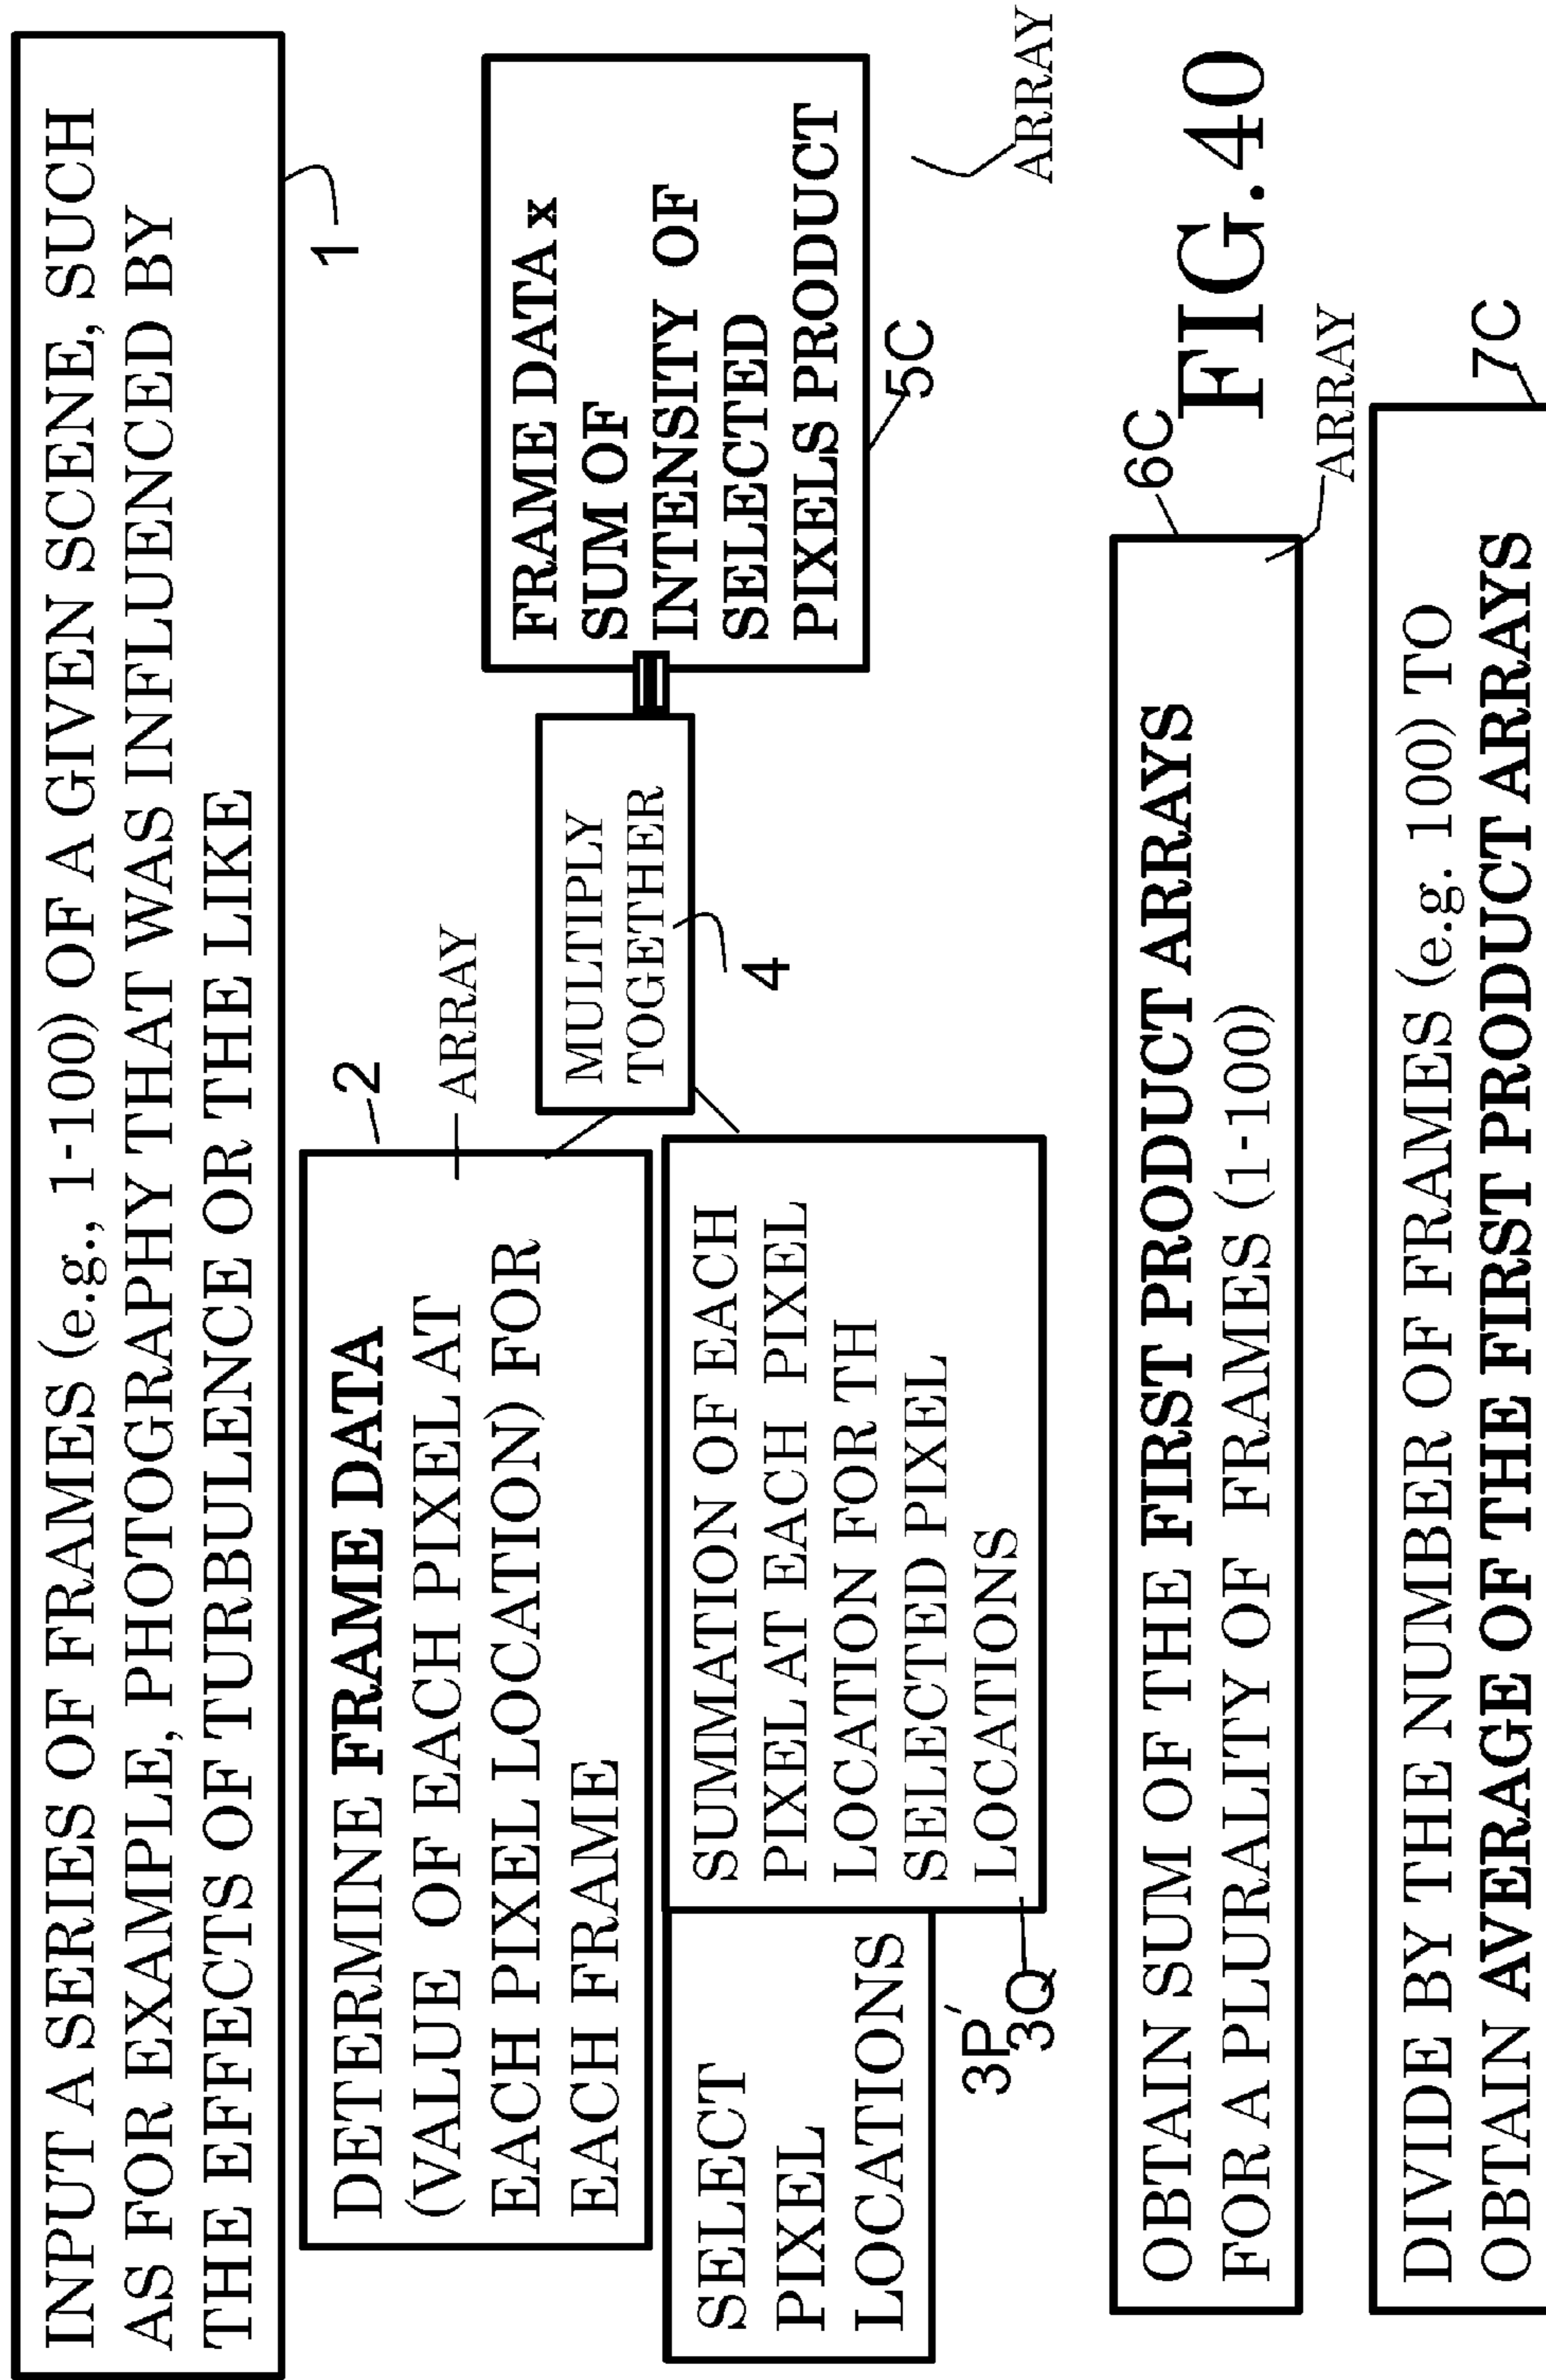 INPUT A SERIES OF FRAMES (e.g., 1-100) OF A GIVEN SCENE, SUCH
AS FOR EXAMPLE, PHOTOGRAPHY THAT WAS INFLUENCED BY
THE EFFECTS OF TURBULENCE OR THE LIKE
1
DETERMINE FRAME DATA
(VALUE OF EACH PIXEL AT
EACH PIXEL LOCATION) FOR
EACH FRAME
2
ARRAY
MULTIPLY
TOGETHER
4
FRAME DATA x
SUM OF
INTENSITY OF
SELECTED
PIXELS PRODUCT
5C
ARRAY
SELECT
PIXEL
LOCATIONS
3P'
SUMMATION OF EACH
PIXEL AT EACH PIXEL
LOCATION FOR TH
SELECTED PIXEL
LOCATIONS
3Q
OBTAIN SUM OF THE FIRST PRODUCT ARRAYS
FOR A PLURALITY OF FRAMES (1-100)
6C
FIG.40
ARRAY
DIVIDE BY THE NUMBER OF FRAMES (e.g. 100) TO
OBTAIN AVERAGE OF THE FIRST PRODUCT ARRAYS
7C